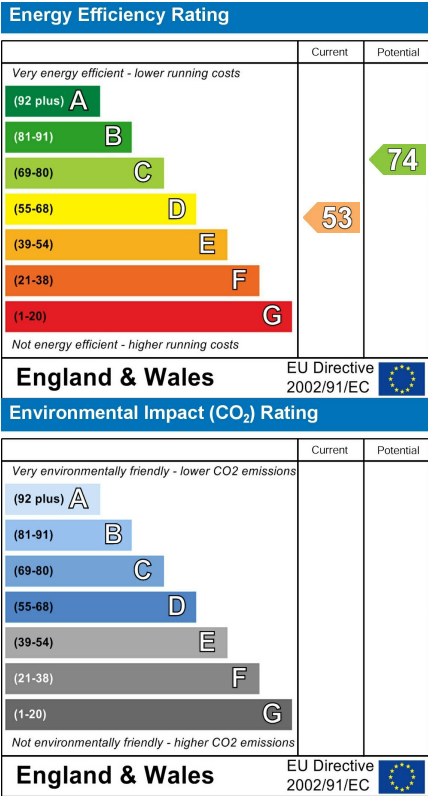 Energy Efficiency Rating
Current Potential
Very energy efficient - lower running costs
(92 plus) A
(81-91) B
(69-80) C
74
(55-68) D
53
(39-54) E
(21-38) F
(1-20) G
Not energy efficient - higher running costs
England & Wales
EU Directive
2002/91/EC
Environmental Impact (CO₂) Rating
Current Potential
Very environmentally friendly - lower CO2 emissions
(92 plus) A
(81-91) B
(69-80) C
(55-68) D
(39-54) E
(21-38) F
(1-20) G
Not environmentally friendly - higher CO2 emissions
England & Wales
EU Directive
2002/91/EC